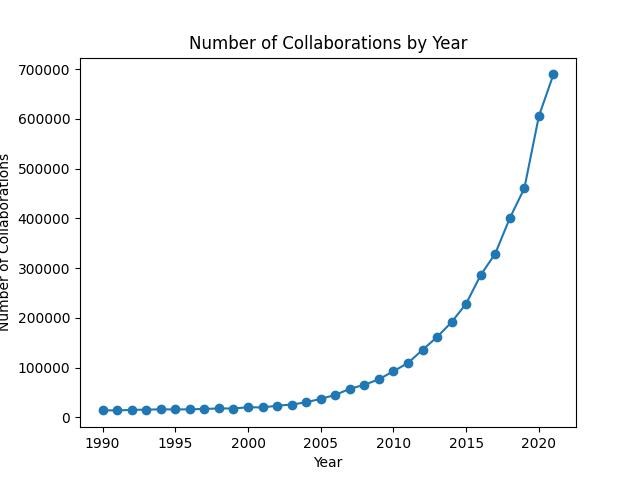 Number of Collaborations by Year
700000
600000
500000
400000
300000
200000
100000
0
Number of Collaborations
1990 1995 2000 2005 2010 2015 2020
Year